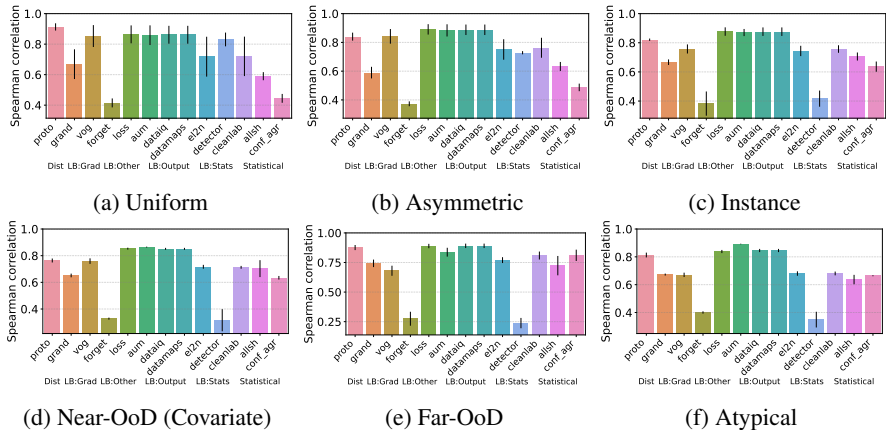 Spearman correlation
1.0
0.8
0.6
0.4
proto
grand
vog
forget
loss
aum
dataiq
datamaps
el2n
detector
cleanlab
allsh
conf_agr
Dist LB:Grad LB:Other LB:Output LB:Stats Statistical
(a) Uniform
Spearman correlation
1.0
0.8
0.6
0.4
proto
grand
vog
forget
loss
aum
dataiq
datamaps
el2n
detector
cleanlab
allsh
conf_agr
Dist LB:Grad LB:Other LB:Output LB:Stats Statistical
(b) Asymmetric
Spearman correlation
1.0
0.8
0.6
0.4
proto
grand
vog
forget
loss
aum
dataiq
datamaps
el2n
detector
cleanlab
allsh
conf_agr
Dist LB:Grad LB:Other LB:Output LB:Stats Statistical
(c) Instance
Spearman correlation
1.0
0.8
0.6
0.4
proto
grand
vog
forget
loss
aum
dataiq
datamaps
el2n
detector
cleanlab
allsh
conf_agr
Dist LB:Grad LB:Other LB:Output LB:Stats Statistical
(d) Near-OoD (Covariate)
Spearman correlation
1.00
0.75
0.50
0.25
proto
grand
vog
forget
loss
aum
dataiq
datamaps
el2n
detector
cleanlab
allsh
conf_agr
Dist LB:Grad LB:Other LB:Output LB:Stats Statistical
(e) Far-OoD
Spearman correlation
1.0
0.8
0.6
0.4
proto
grand
vog
forget
loss
aum
dataiq
datamaps
el2n
detector
cleanlab
allsh
conf_agr
Dist LB:Grad LB:Other LB:Output LB:Stats Statistical
(f) Atypical